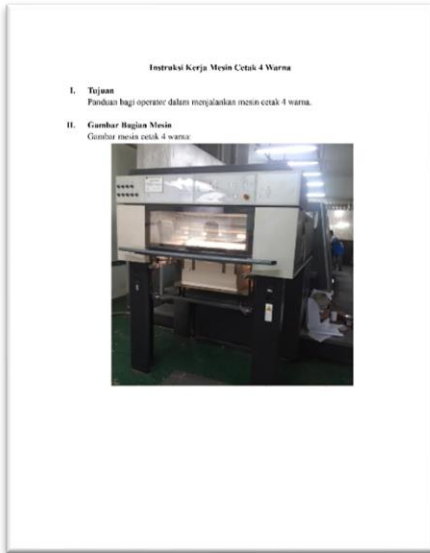 Instruksi Kerja Mesin Cetak 4 Warna
I. Tujuan
Panduan bagi operator dalam menjalankan mesin cetak 4 warna.
II. Gambar Bagian Mesin
Gambar mesin cetak 4 warna: